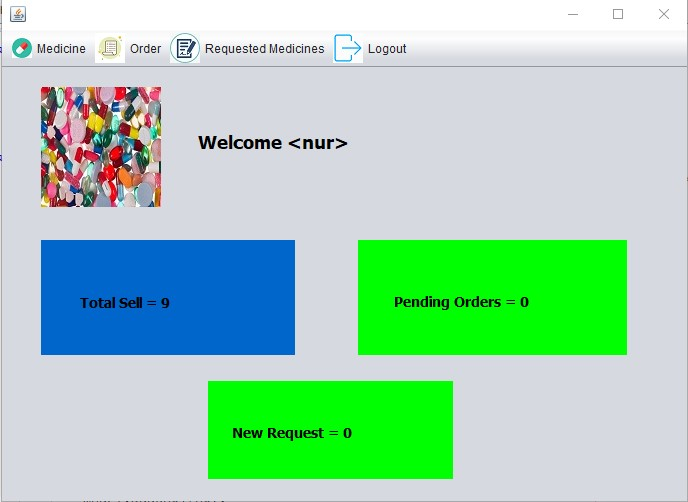 Medicine Order Requested Medicines Logout
Welcome <nur>
Total Sell = 9
Pending Orders = 0
New Request = 0